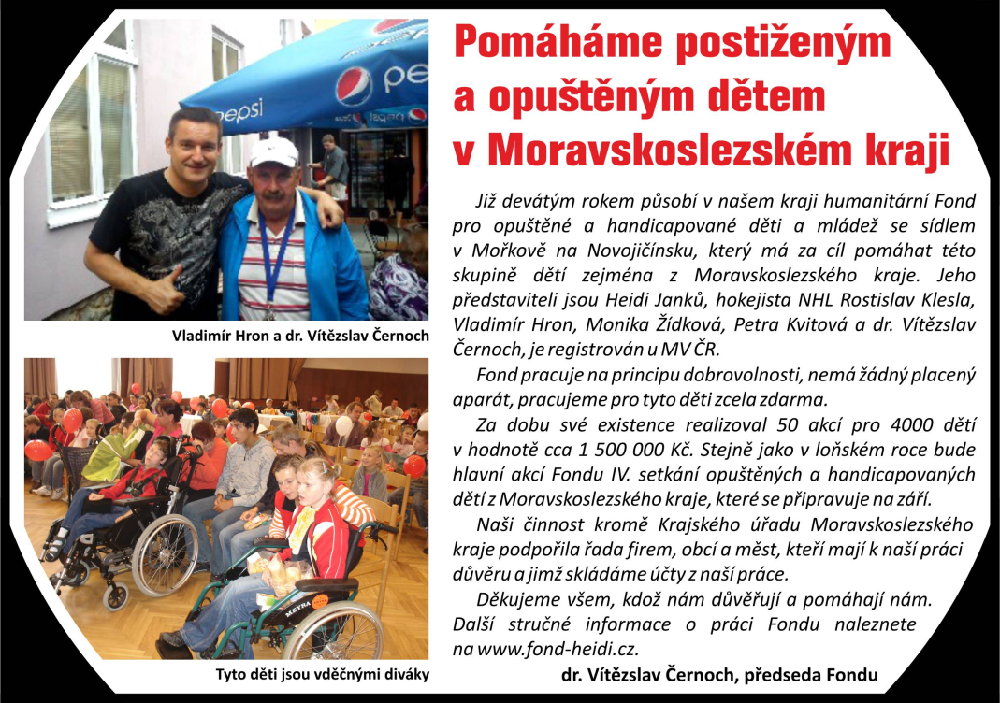 pepsi
pe
Pomáháme postiženým
a opuštěným dětem
v Moravskoslezském kraji
Již devátým rokem působí v našem kraji humanitární Fond
pro opuštěné a handicapované děti a mládež se sídlem
v Mořkově na Novojičínsku, který má za cíl pomáhat této
skupině dětí zejména z Moravskoslezského kraje. Jeho
představiteli jsou Heidi Janků, hokejista NHL Rostislav Klesla,
Vladimír Hron, Monika Žídková, Petra Kvitová a dr. Vítězslav
Černoch, je registrován u MV ČR.
Fond pracuje na principu dobrovolnosti, nemá žádný placený
aparát, pracujeme pro tyto děti zcela zdarma.
Za dobu své existence realizoval 50 akcí pro 4000 dětí
v hodnotě cca 1 500 000 Kč. Stejně jako v loňském roce bude
hlavní akcí Fondu IV. setkání opuštěných a handicapovaných
dětí z Moravskoslezského kraje, které se připravuje na září.
Naši činnost kromě Krajského úřadu Moravskoslezského
kraje podpořila řada firem, obcí a měst, kteří mají k naší práci
důvěru a jimž skládáme účty z naší práce.
Děkujeme všem, kdož nám důvěřují a pomáhají nám.
Další stručné informace o práci Fondu naleznete
na www.fond-heidi.cz.
dr. Vítězslav Černoch, předseda Fondu
Vladimír Hron a dr. Vítězslav Černoch
MEYRA
Tyto děti jsou vděčnými diváky